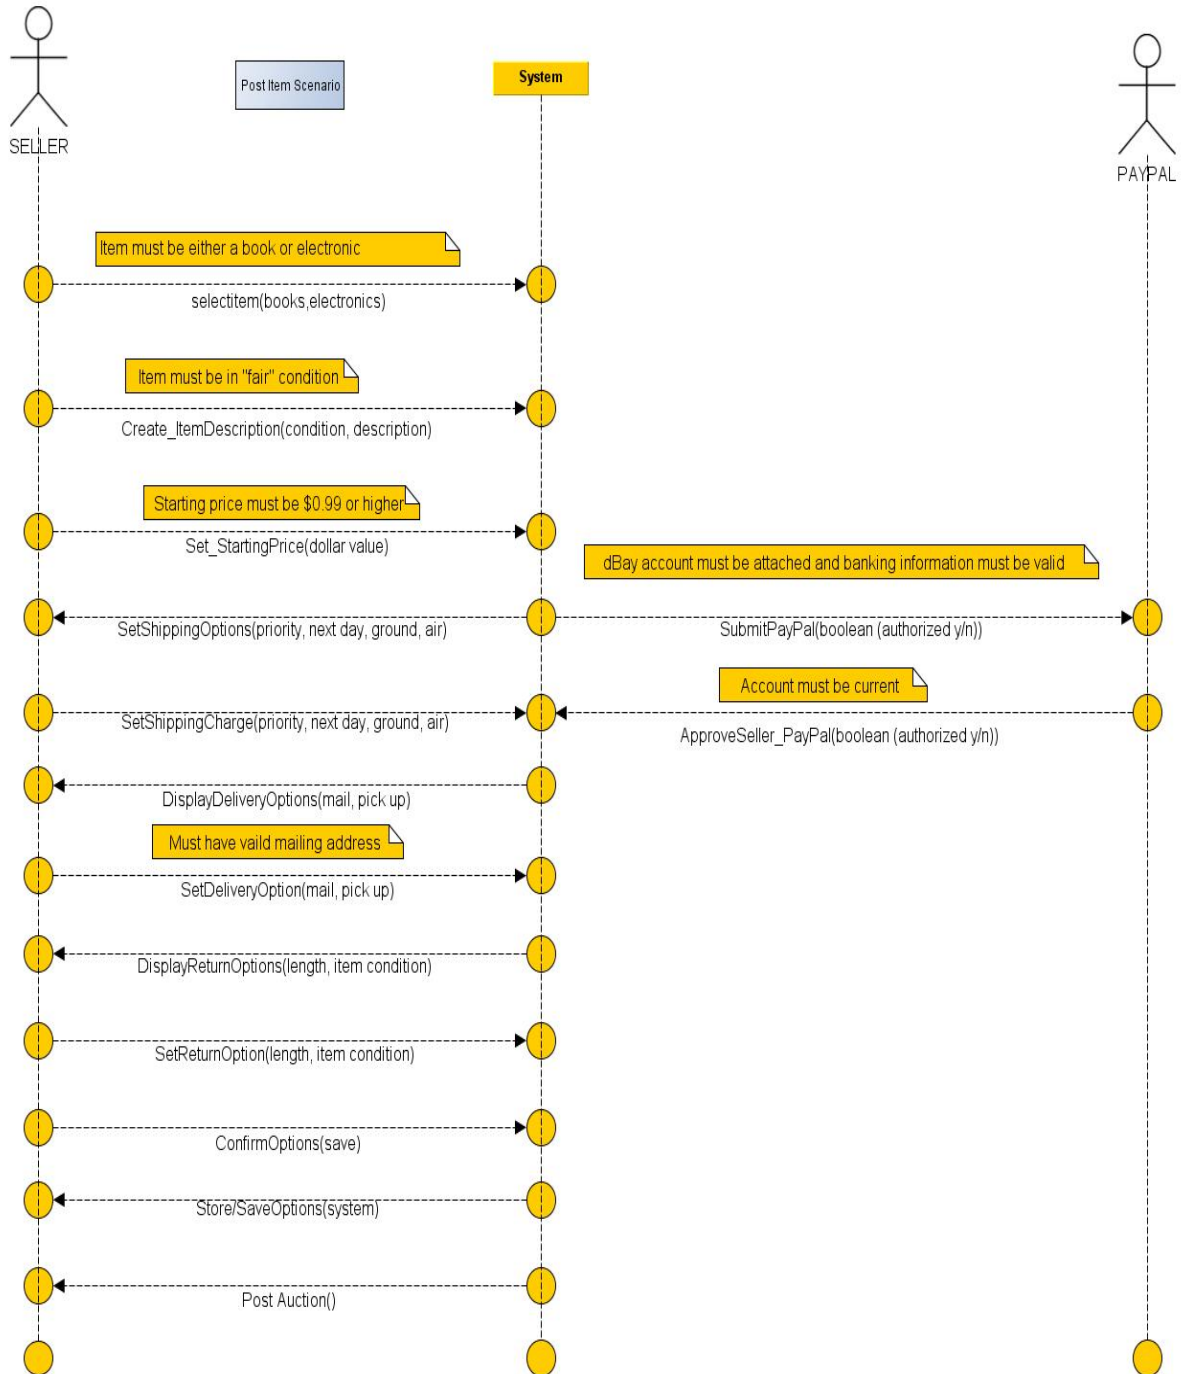 Post Item Scenario
System
SELLER
PAYPAL
Item must be either a book or electronic
selectitem(books,electronics)
Item must be in "fair" condition
Create_ItemDescription(condition, description)
Starting price must be $0.99 or higher
Set_StartingPrice(dollar value)
dBay account must be attached and banking information must be valid
SetShippingOptions(priority, next day, ground, air)
SubmitPayPal(boolean (authorized y/n))
Account must be current
SetShippingCharge(priority, next day, ground, air)
ApproveSeller_PayPal(boolean (authorized y/n))
DisplayDeliveryOptions(mail, pick up)
Must have vaild mailing address
SetDeliveryOption(mail, pick up)
DisplayReturnOptions(length, item condition)
SetReturnOption(length, item condition)
ConfirmOptions(save)
Store/SaveOptions(system)
Post Auction()